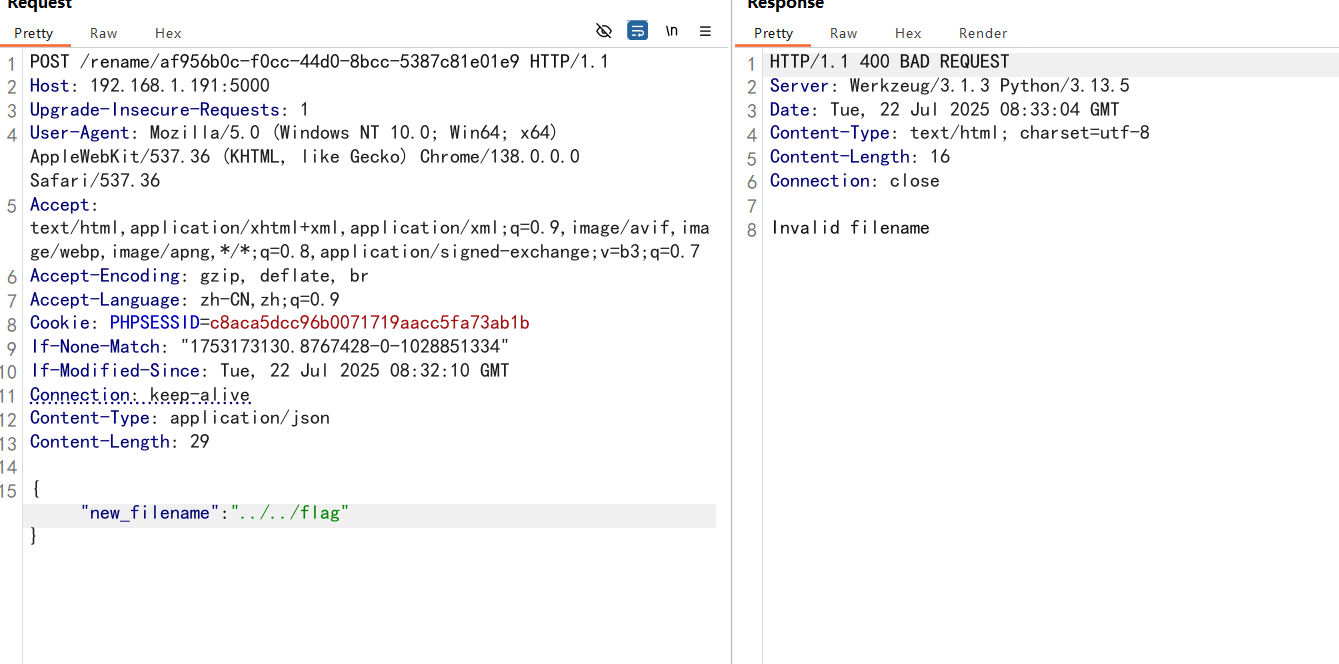 Request
Pretty Raw Hex
\n
1 POST /rename/af956b0c-f0cc-44d0-8bcc-5387c81e01e9 HTTP/1.1
2 Host: 192.168.1.191:5000
3 Upgrade-Insecure-Requests: 1
4 User-Agent: Mozilla/5.0 (Windows NT 10.0; Win64; x64)
AppleWebKit/537.36 (KHTML, like Gecko) Chrome/138.0.0.0
Safari/537.36
5 Accept:
text/html,application/xhtml+xml,application/xml;q=0.9,image/avif,ima
ge/webp,image/apng,*/*;q=0.8,application/signed-exchange;v=b3;q=0.7
6 Accept-Encoding: gzip, deflate, br
7 Accept-Language: zh-CN,zh;q=0.9
8 Cookie: PHPSESSID=c8aca5dcc96b0071719aacc5fa73ab1b
9 If-None-Match: "1753173130.8767428-0-1028851334"
10 If-Modified-Since: Tue, 22 Jul 2025 08:32:10 GMT
11 Connection: keep-alive
12 Content-Type: application/json
13 Content-Length: 29
14
15 {
"new_filename":"../../flag"
}
Response
Pretty Raw Hex Render
1 HTTP/1.1 400 BAD REQUEST
2 Server: Werkzeug/3.1.3 Python/3.13.5
3 Date: Tue, 22 Jul 2025 08:33:04 GMT
4 Content-Type: text/html; charset=utf-8
5 Content-Length: 16
6 Connection: close
7
8 Invalid filename